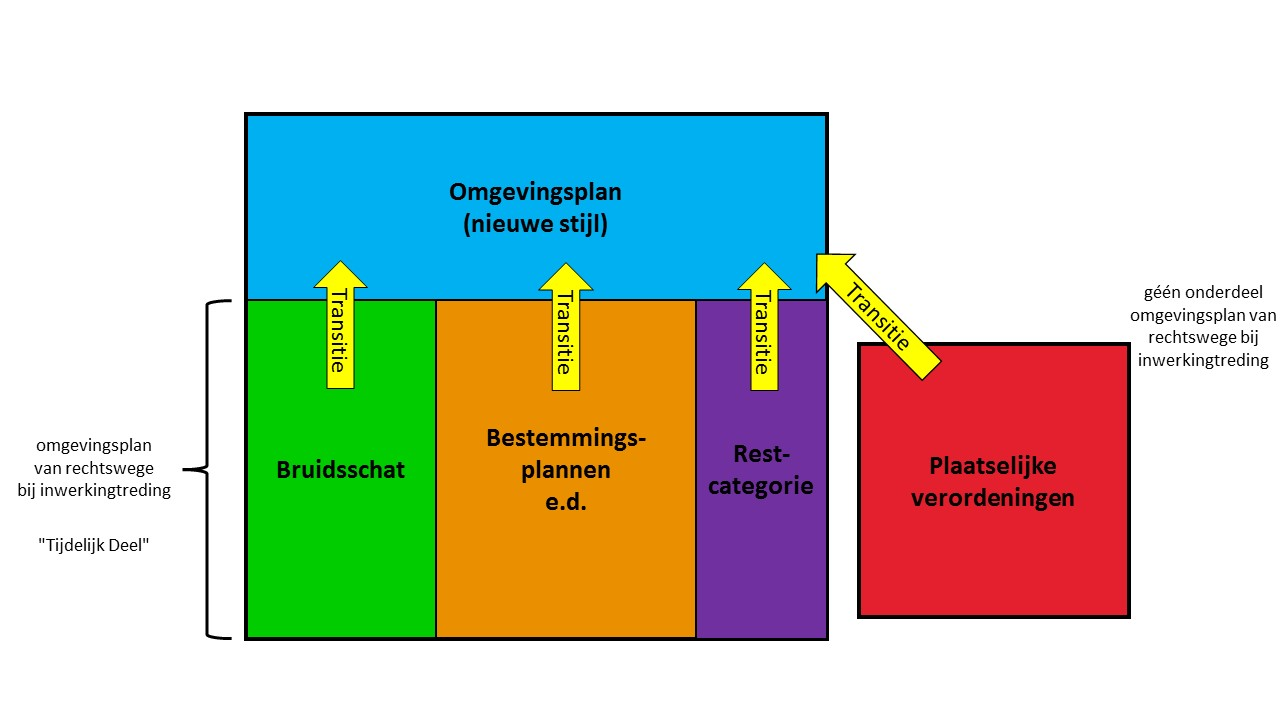 Omgevingsplan
(nieuwe stijl)
Transitie
Transitie
Transitie
Transitie
géén onderdeel
omgevingsplan van
rechtswege bij
inwerkingtreding
omgevingsplan
van rechtswege
bij inwerkingtreding
"Tijdelijk Deel"
Bruidsschat
Bestemmings-
plannen
e.d.
Rest-
categorie
Plaatselijke
verordeningen